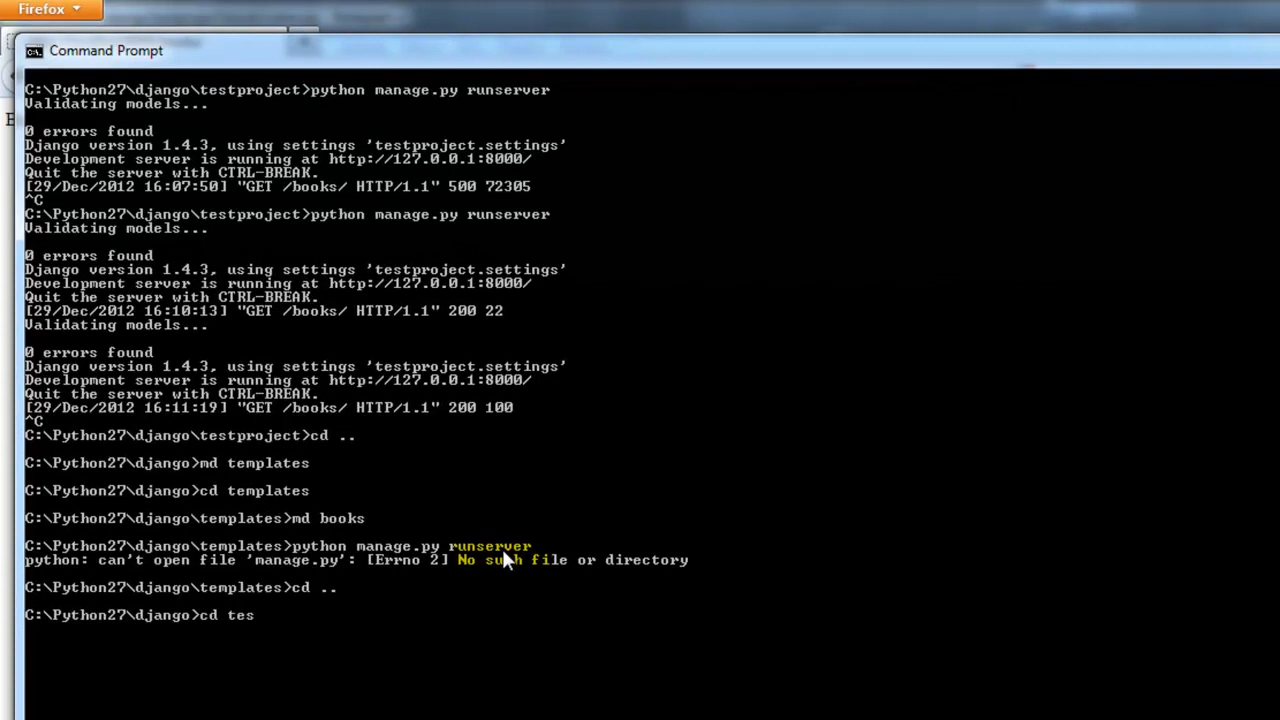 Firefox
Command Prompt
C:\Python27\django\testproject>python manage.py runserver
Validating models...
0 errors found
Django version 1.4.3, using settings 'testproject.settings'
Development server is running at http://127.0.0.1:8000/
Quit the server with CTRL-BREAK.
[29/Dec/2012 16:07:50] "GET /books/ HTTP/1.1" 500 72305
^C
C:\Python27\django\testproject>python manage.py runserver
Validating models...
0 errors found
Django version 1.4.3, using settings 'testproject.settings'
Development server is running at http://127.0.0.1:8000/
Quit the server with CTRL-BREAK.
[29/Dec/2012 16:10:13] "GET /books/ HTTP/1.1" 200 22
Validating models...
0 errors found
Django version 1.4.3, using settings 'testproject.settings'
Development server is running at http://127.0.0.1:8000/
Quit the server with CTRL-BREAK.
[29/Dec/2012 16:11:19] "GET /books/ HTTP/1.1" 200 100
^C
C:\Python27\django\testproject>cd ..
C:\Python27\django>md templates
C:\Python27\django>cd templates
C:\Python27\django\templates>md books
C:\Python27\django\templates>python manage.py runserver
python: can't open file 'manage.py': [Errno 2] No such file or directory
C:\Python27\django\templates>cd ..
C:\Python27\django>cd tes